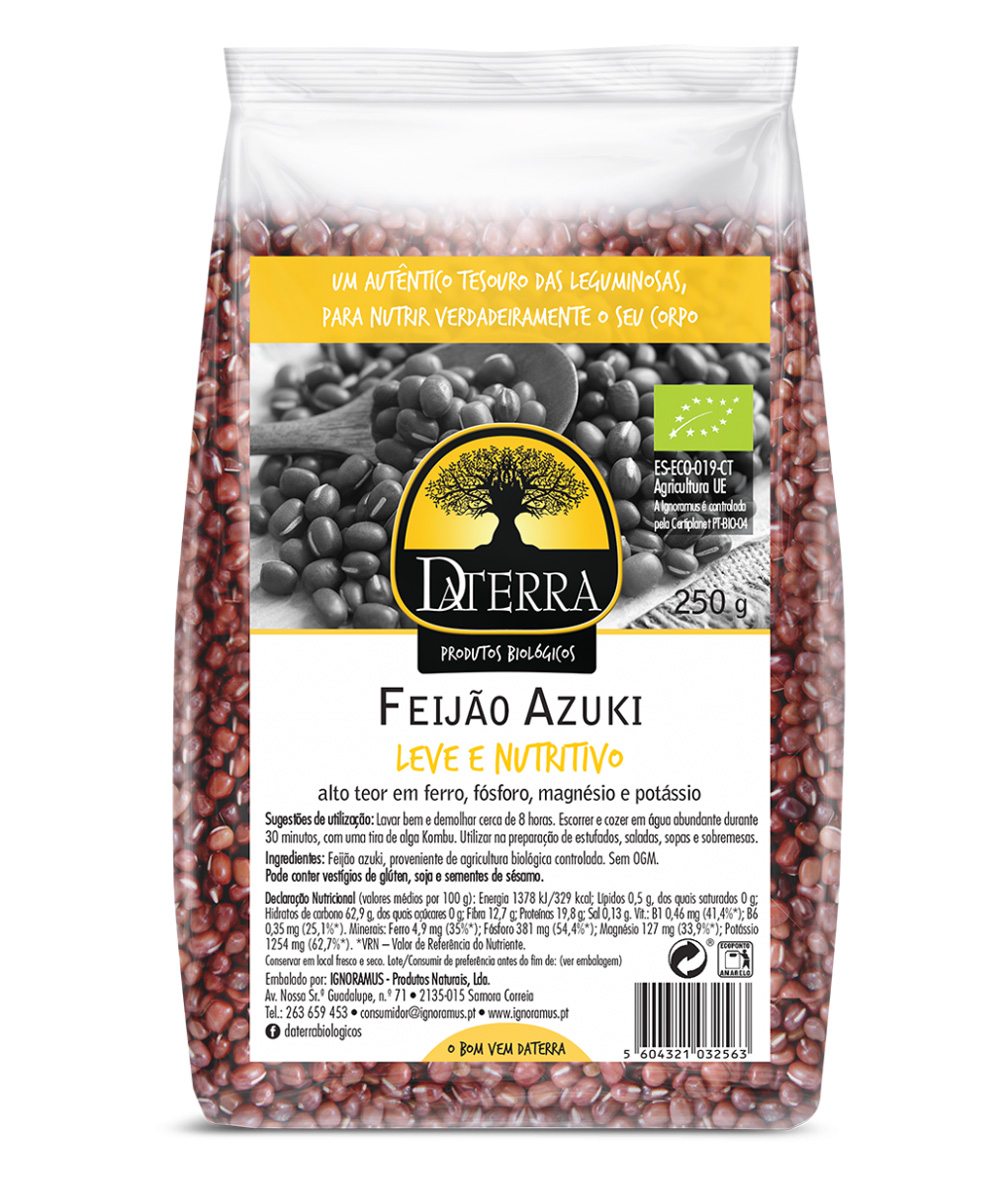 UM AUTÊNTICO TESOURO DAS LEGUMINOSAS,
PARA NUTRIR VERDADEIRAMENTE O SEU CORPO
ES-ECO-019-CT
Agricultura UE
A Ignoramus é controlada
pela Certiplanet PT-BIO-04
DATERRA
250 g
PRODUTOS BIOLÓGICOS
FEIJÃO AZUKI
LEVE E NUTRITIVO
alto teor em ferro, fósforo, magnésio e potássio
Sugestões de utilização: Lavar bem e demolhar cerca de 8 horas. Escorrer e cozer em água abundante durante
30 minutos, com uma tira de alga Kombu. Utilizar na preparação de estufados, saladas, sopas e sobremesas.
Ingredientes: Feijão azuki, proveniente de agricultura biológica controlada. Sem OGM.
Pode conter vestígios de glúten, soja e sementes de sésamo.
Declaração Nutricional (valores médios por 100 g): Energia 1378 kJ/329 kcal; Lípidos 0,5 g, dos quais saturados 0 g;
Hidratos de carbono 62,9 g, dos quais açúcares 0 g; Fibra 12,7 g; Proteínas 19,8 g; Sal 0,13 g. Vit.: B1 0,46 mg (41,4%*); B6
0,35 mg (25,1%*). Minerais: Ferro 4,9 mg (35%*); Fósforo 381 mg (54,4%*); Magnésio 127 mg (33,9%*); Potássio
1254 mg (62,7%*). *VRN – Valor de Referência do Nutriente.
Conservar em local fresco e seco. Lote/Consumir de preferência antes do fim de: (ver embalagem)
Embalado por: IGNORAMUS - Produtos Naturais, Lda.
Av. Nossa Sr.ª Guadalupe, n.º 71 • 2135-015 Samora Correia
Tel.: 263 659 453 • consumidor@ignoramus.pt • www.ignoramus.pt
daterrabiologicos
®
ECOPONTO
AMARELO
O BOM VEM DATERRA
5 604321 032563